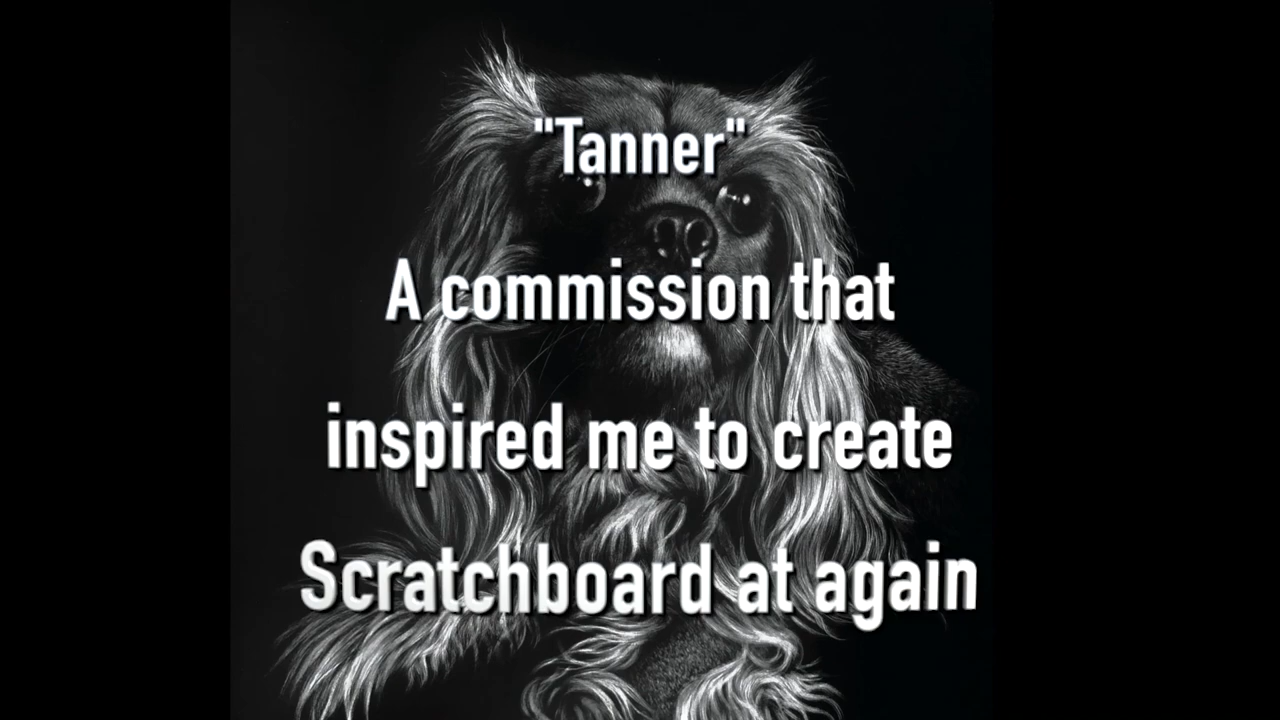 "Tanner"
A commission that
inspired me to create
Scratchboard at again